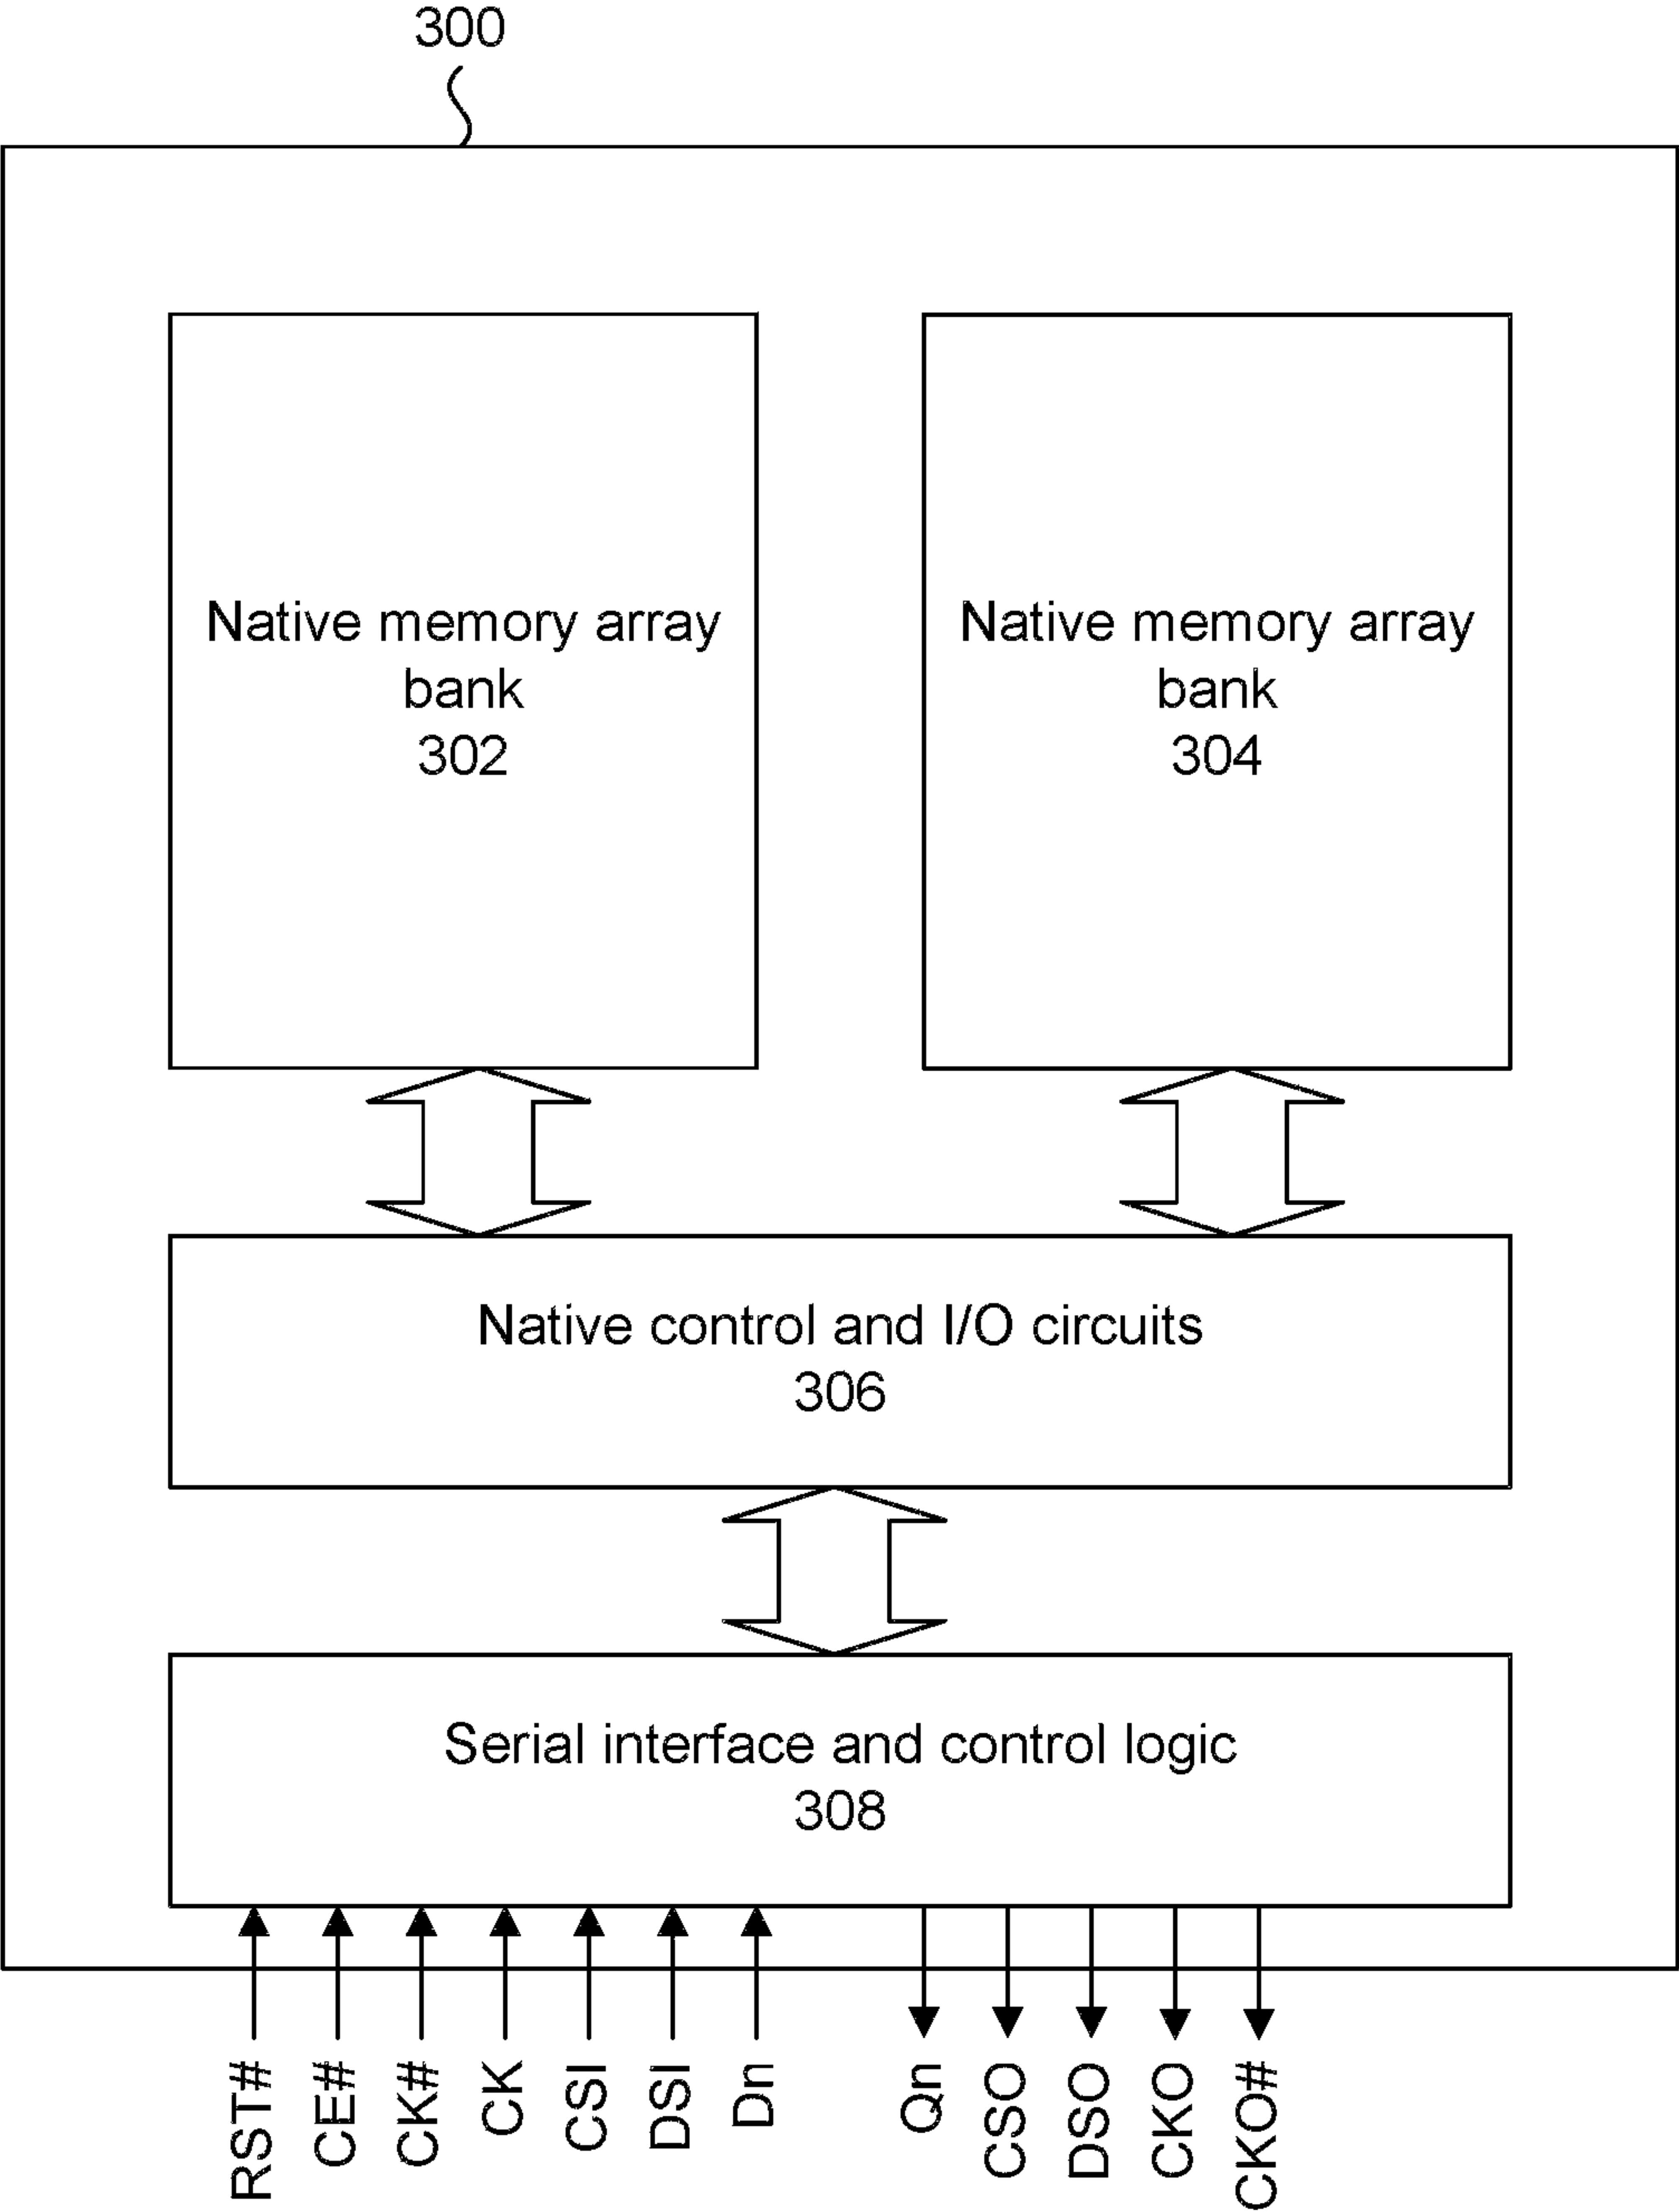 300
Native memory array
bank
302
Native memory array
bank
304
Native control and I/O circuits
306
Serial interface and control logic
308
RST#
CE#
CK#
CK
CSI
DSI
Dn
Qn
CSO
DSO
CKO
CKO#